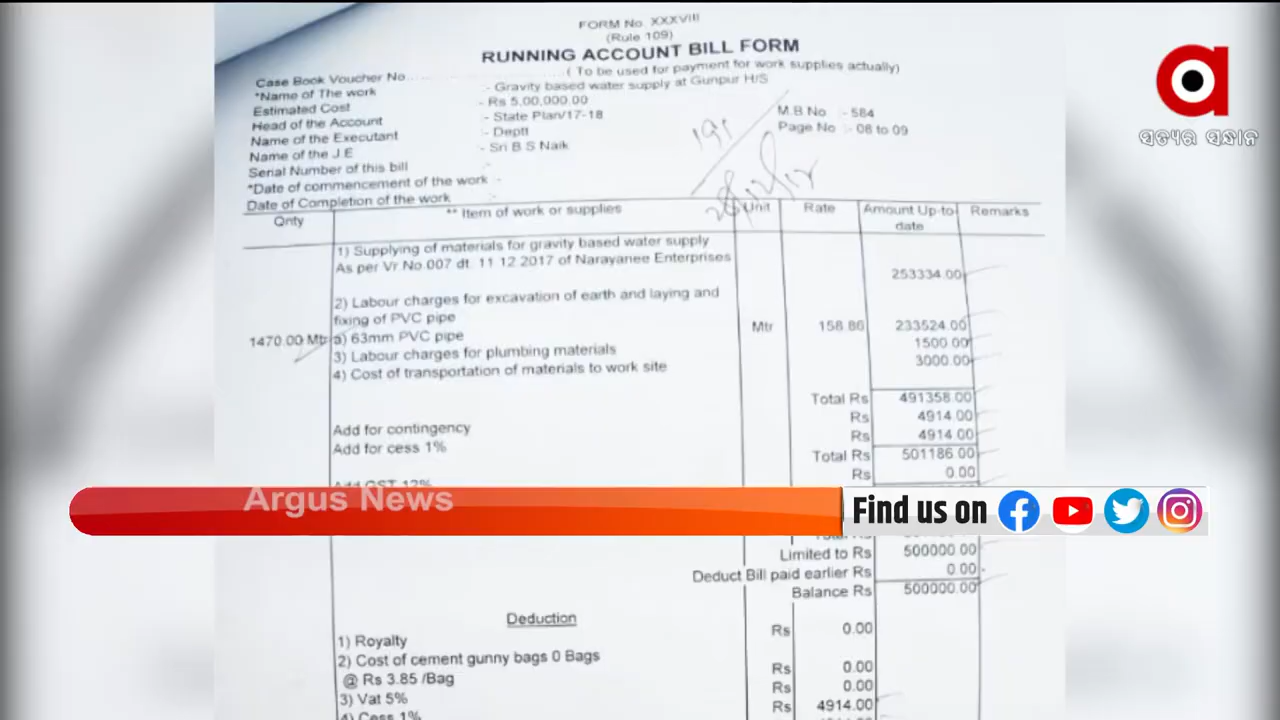 FORM No. XXXVIII
(Rule 109)
RUNNING ACCOUNT BILL FORM
( To be used for payment for work supplies actually)
Case Book Voucher No
*Name of The work :- Gravity based water supply at Gunpur H/S
Estimated Cost - Rs 5,00,000.00
Head of the Account :- State Plan/17-18
Name of the Executant :- Deptl
Name of the J E :- Sri B S Naik
Serial Number of this bill
*Date of commencement of the work
Date of Completion of the work
M.B No :- 584
Page No :- 08 to 09
191
Qnty ** Item of work or supplies Unit Rate Amount Up-to-date Remarks
1) Supplying of materials for gravity based water supply
As per Vr No 007 dt. 11 12.2017 of Narayanee Enterprises 253334.00
2) Labour charges for excavation of earth and laying and
fixing of PVC pipe
1470.00 Mtr a) 63mm PVC pipe Mtr 158.86 233524.00
3) Labour charges for plumbing materials 1500.00
4) Cost of transportation of materials to work site 3000.00
Total Rs 491358.00
Add for contingency Rs 4914.00
Add for cess 1% Rs 4914.00
Total Rs 501186.00
Rs 0.00
Argus News
Find us on
Limited to Rs 500000.00
Deduct Bill paid earlier Rs 0.00
Balance Rs 500000.00
Deduction
1) Royalty Rs 0.00
2) Cost of cement gunny bags 0 Bags
@ Rs 3.85 /Bag Rs 0.00
3) Vat 5% Rs 0.00
4) Cess 1% Rs 4914.00
ସତ୍ୟର ସନ୍ଧାନ